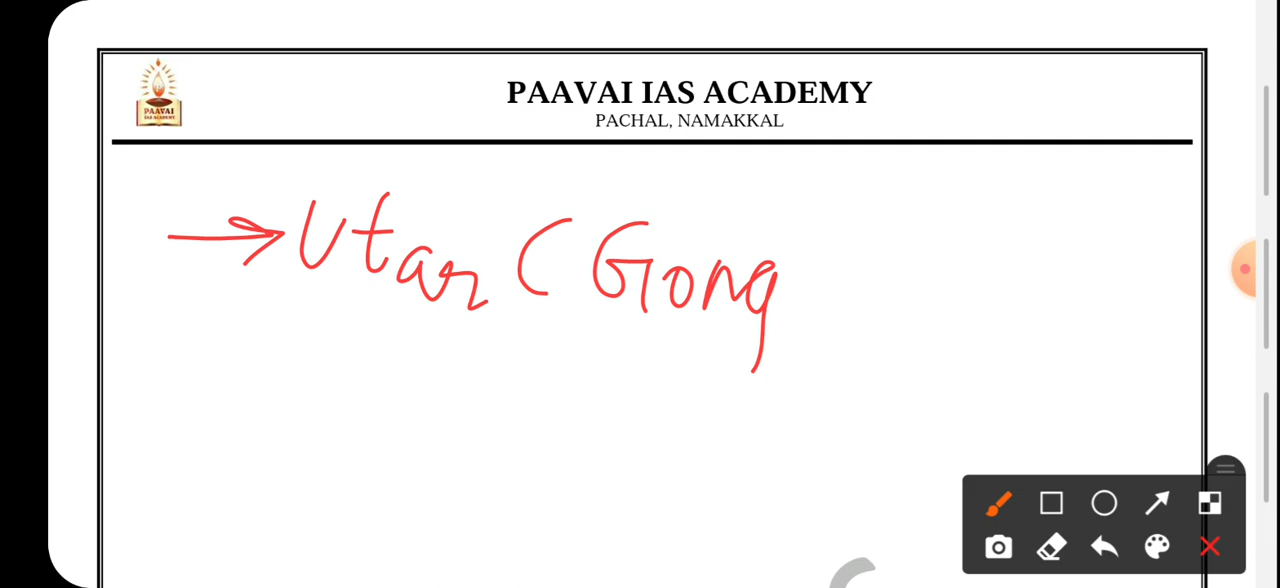 PAAVAI
IAS ACADEMY
PAAVAI IAS ACADEMY
PACHAL, NAMAKKAL
→ Utar ( Gong